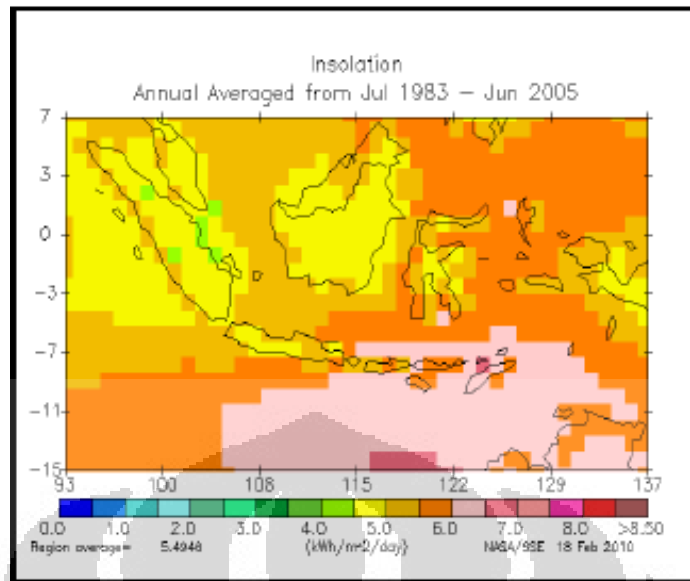 Insolation
Annual Averaged from Jul 1983 – Jun 2005
7
3
0
-3
-7
-11
-15
93 100 108 115 122 129 137
0.0 1.0 2.0 3.0 4.0 5.0 6.0 7.0 8.0 >8.50
Region average= 5.4946 (kWh/m^2/day) NASA/SSE 18 Feb 2010